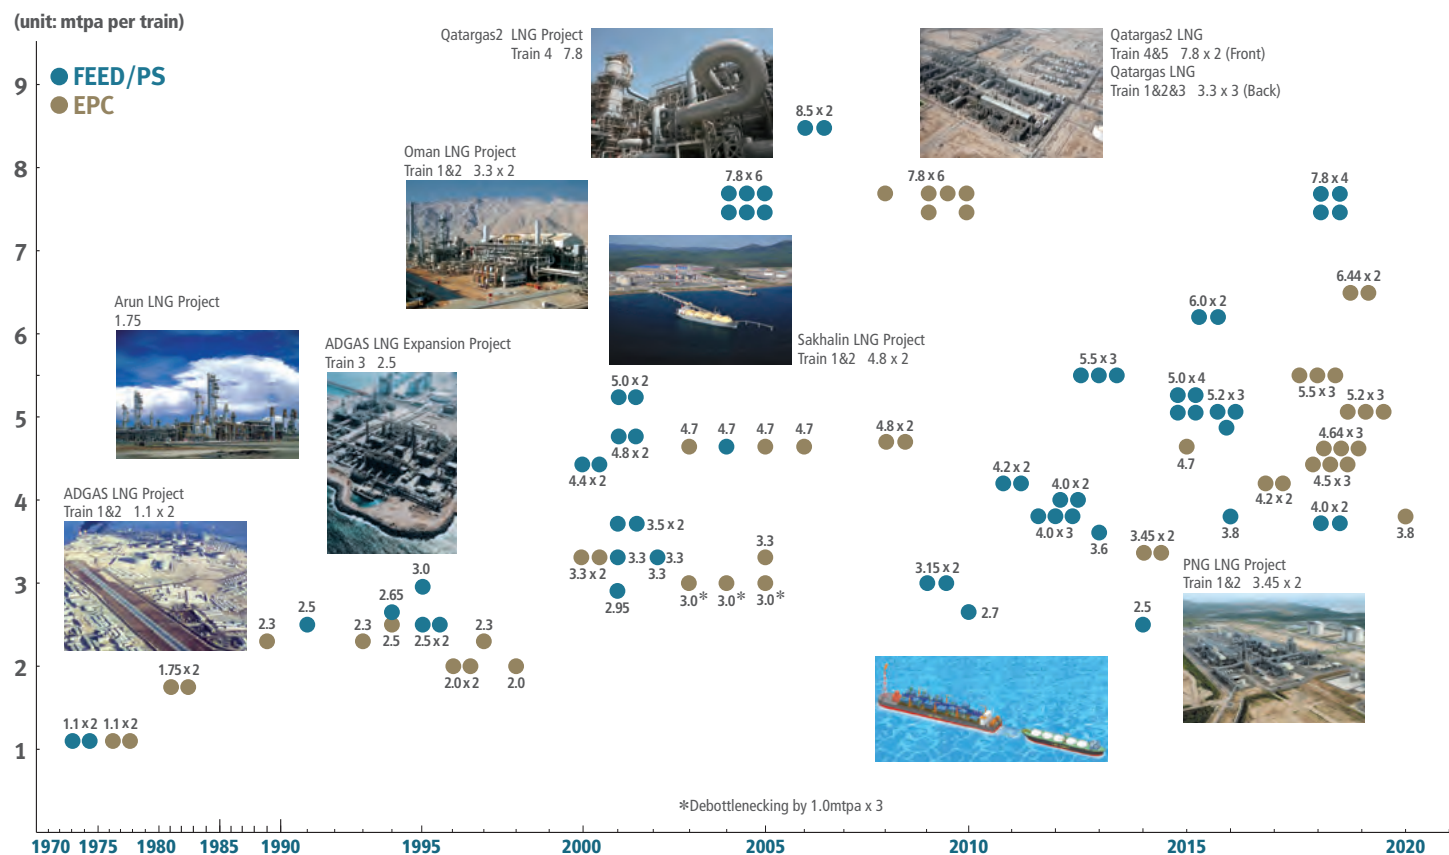 (unit: mtpa per train)
FEED/PS
EPC
9
8
7
6
5
4
3
2
1
Qatargas2 LNG Project
Train 4 7.8
Qatargas2 LNG
Train 4&5 7.8 x 2 (Front)
Qatargas LNG
Train 1&2&3 3.3 x 3 (Back)
Oman LNG Project
Train 1&2 3.3 x 2
Arun LNG Project
1.75
ADGAS LNG Expansion Project
Train 3 2.5
Sakhalin LNG Project
Train 1&2 4.8 x 2
ADGAS LNG Project
Train 1&2 1.1 x 2
PNG LNG Project
Train 1&2 3.45 x 2
8.5 x 2
7.8 x 6
7.8 x 6
7.8 x 4
6.44 x 2
6.0 x 2
5.5 x 3
5.5 x 3
5.0 x 2
5.0 x 4
5.2 x 3
5.2 x 3
4.8 x 2
4.4 x 2
4.7
4.7
4.7
4.7
4.8 x 2
4.7
4.64 x 3
4.5 x 3
4.2 x 2
4.2 x 2
4.0 x 2
4.0 x 3
4.0 x 2
3.8
3.8
3.6
3.5 x 2
3.45 x 2
3.3 x 2
3.3
3.3
3.3
3.3
3.15 x 2
3.0
3.0*
3.0*
3.0*
2.95
2.7
2.65
2.5
2.5
2.5 x 2
2.5
2.3
2.3
2.3
2.0 x 2
2.0
1.75 x 2
1.1 x 2
1.1 x 2
*Debottlenecking by 1.0mtpa x 3
1970 1975 1980 1985 1990 1995 2000 2005 2010 2015 2020